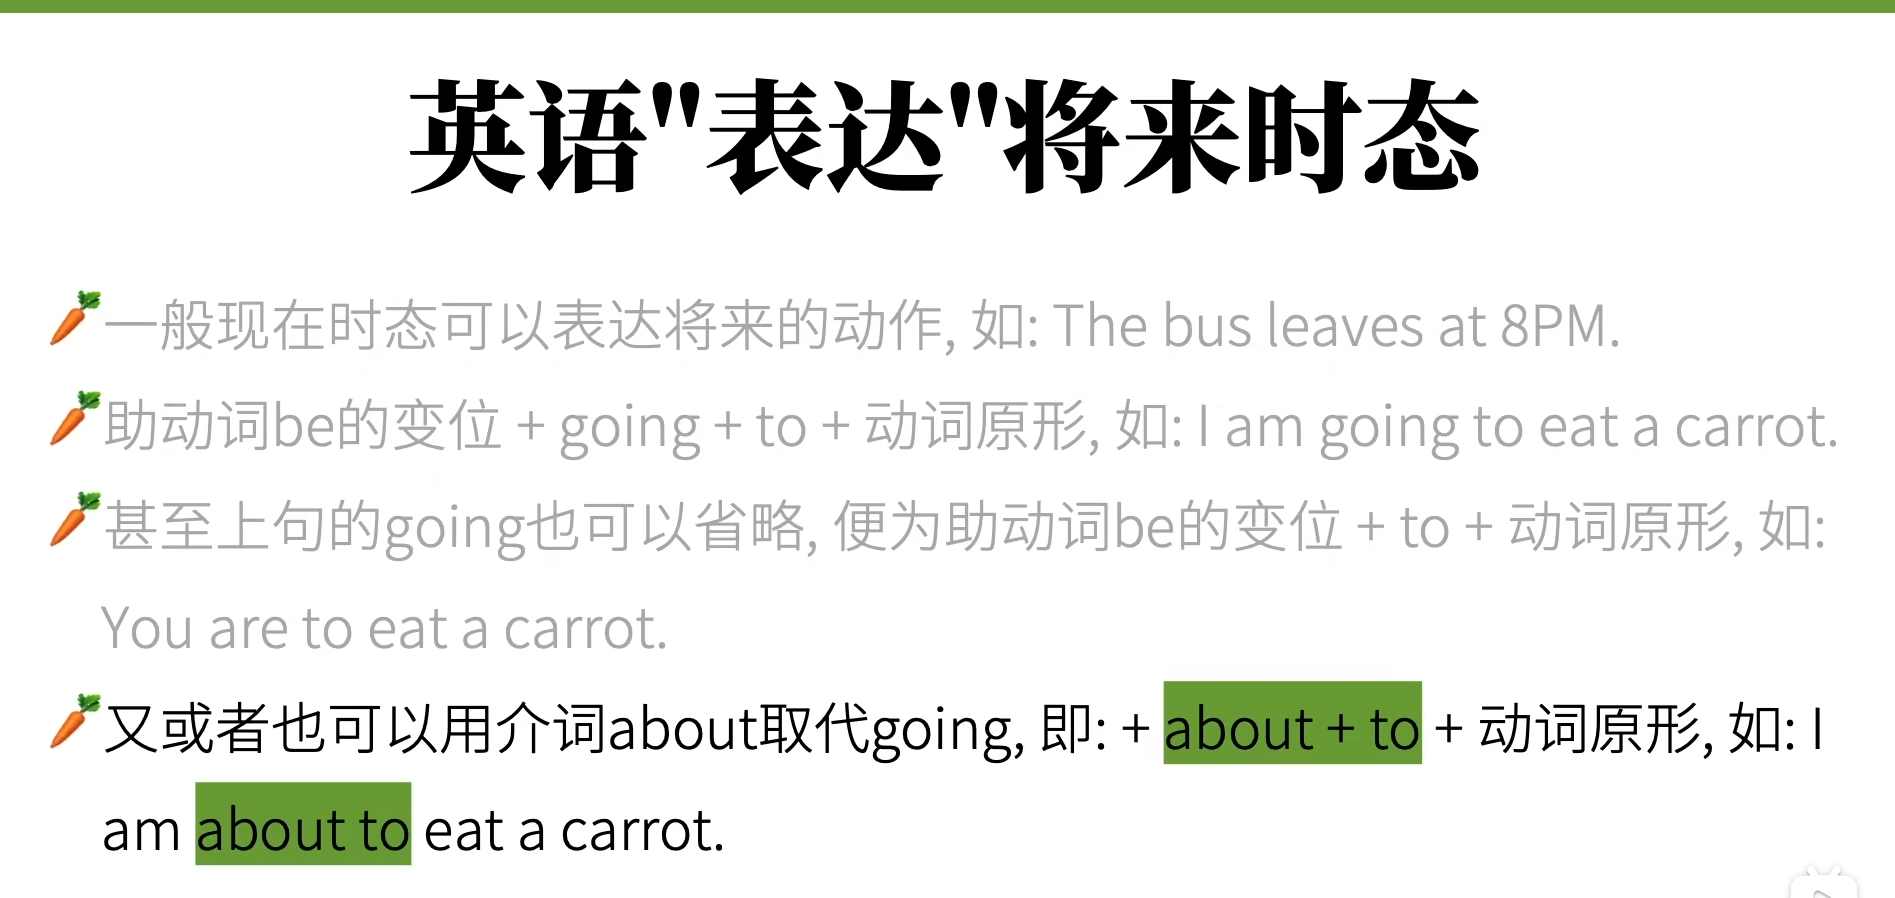 英语"表达"将来时态
🥕一般现在时态可以表达将来的动作, 如: The bus leaves at 8PM.
🥕助动词be的变位 + going + to + 动词原形, 如: I am going to eat a carrot.
🥕甚至上句的going也可以省略, 便为助动词be的变位 + to + 动词原形, 如:
You are to eat a carrot.
🥕又或者也可以用介词about取代going, 即: + about + to + 动词原形, 如: I
am about to eat a carrot.